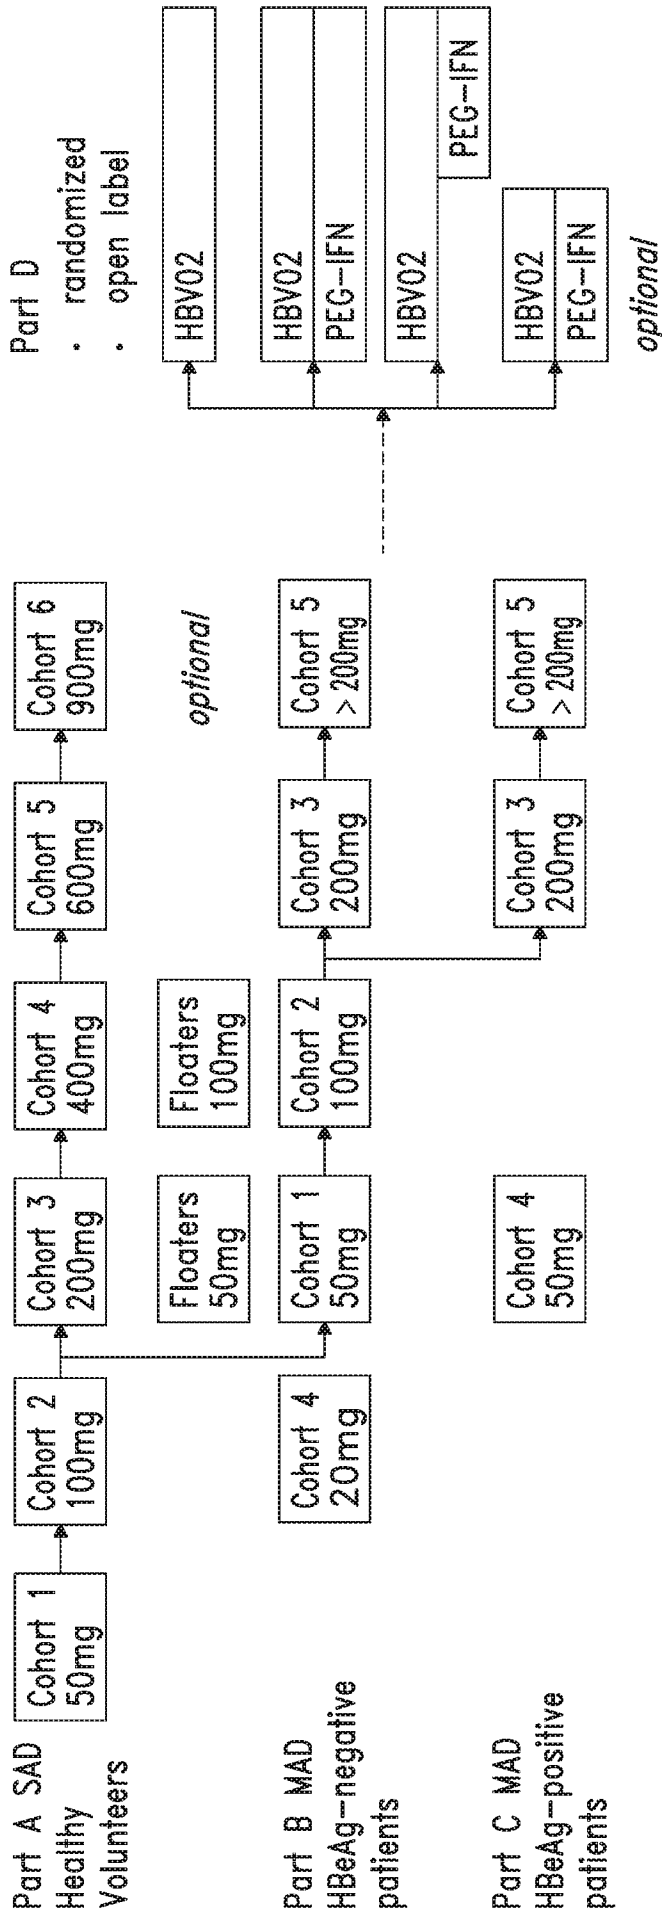 Part A SAD
Healthy
Volunteers
Cohort 1
50mg
Cohort 2
100mg
Cohort 3
200mg
Cohort 4
400mg
Cohort 5
600mg
Cohort 6
900mg
Floaters
50mg
Floaters
100mg
optional
Part B MAD
HBeAg-negative
patients
Cohort 4
20mg
Cohort 1
50mg
Cohort 2
100mg
Cohort 3
200mg
Cohort 5
> 200mg
Part C MAD
HBeAg-positive
patients
Cohort 4
50mg
Cohort 3
200mg
Cohort 5
> 200mg
Part D
• randomized
• open label
HBV02
HBV02
PEG-IFN
HBV02
PEG-IFN
HBV02
PEG-IFN
optional